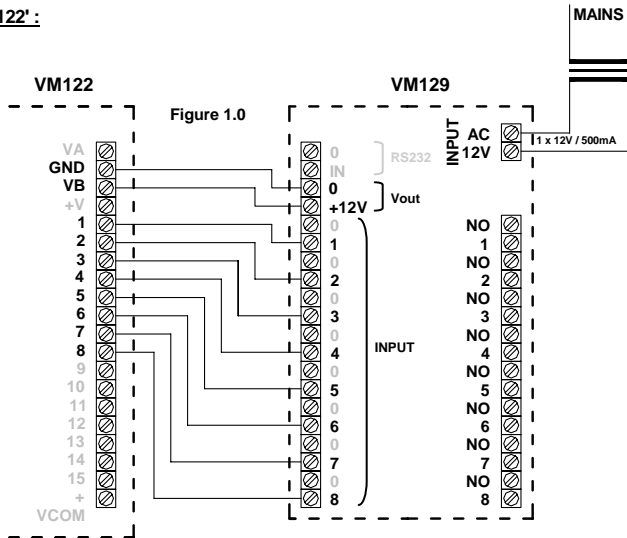 22' :
MAINS
VM122
Figure 1.0
VM129
VA
GND
VB
+V
1
2
3
4
5
6
7
8
9
10
11
12
13
14
15
+
VCOM
0
IN
RS232
0
+12V
Vout
0
1
0
2
0
3
0
4
0
5
0
6
0
7
0
8
INPUT
INPUT
AC
12V
1 x 12V / 500mA
NO
1
NO
2
NO
3
NO
4
NO
5
NO
6
NO
7
NO
8